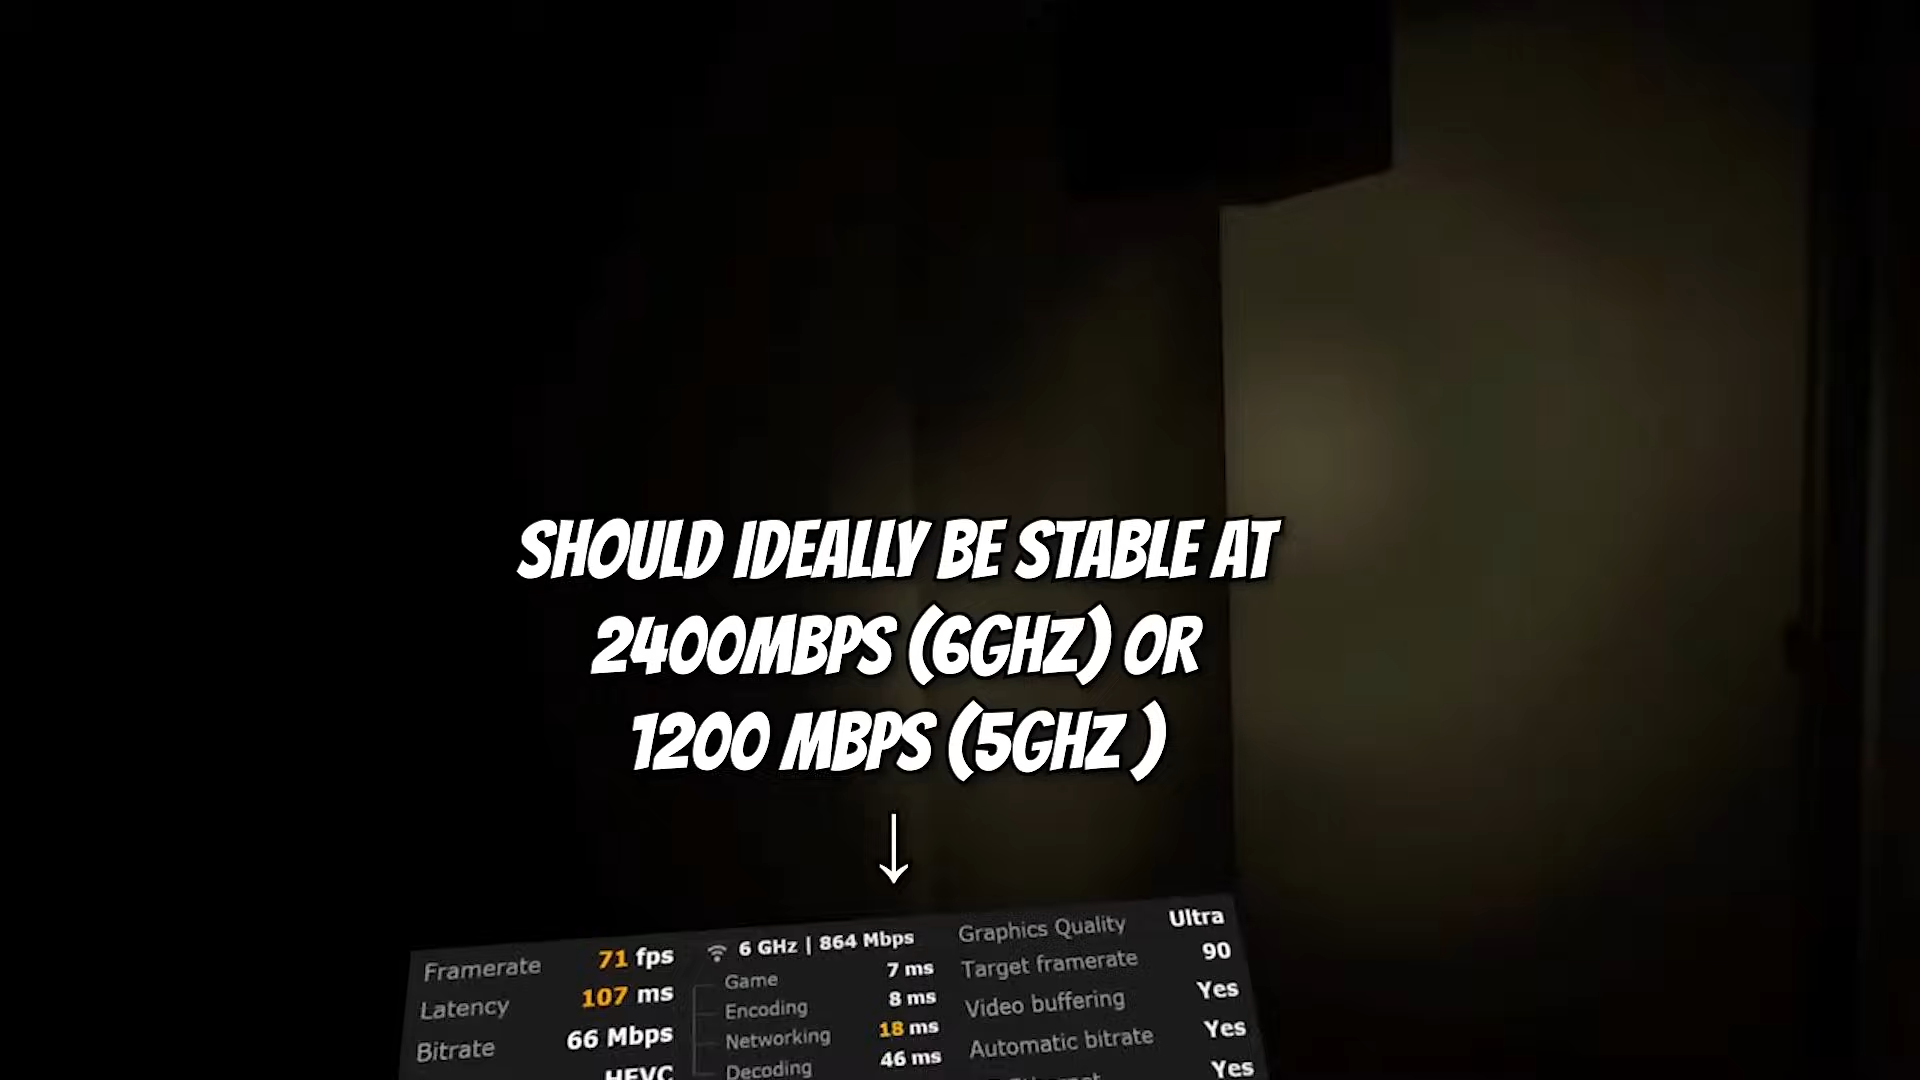 SHOULD IDEALLY BE STABLE AT
2400MBPS (6GHZ) OR
1200 MBPS (5GHZ )
↓
Framerate 71 fps
Latency 107 ms
Bitrate 66 Mbps
HEVC
6 GHz | 864 Mbps
Game 7 ms
Encoding 8 ms
Networking 18 ms
Decoding 46 ms
Graphics Quality Ultra
Target framerate 90
Video buffering Yes
Automatic bitrate Yes
Yes